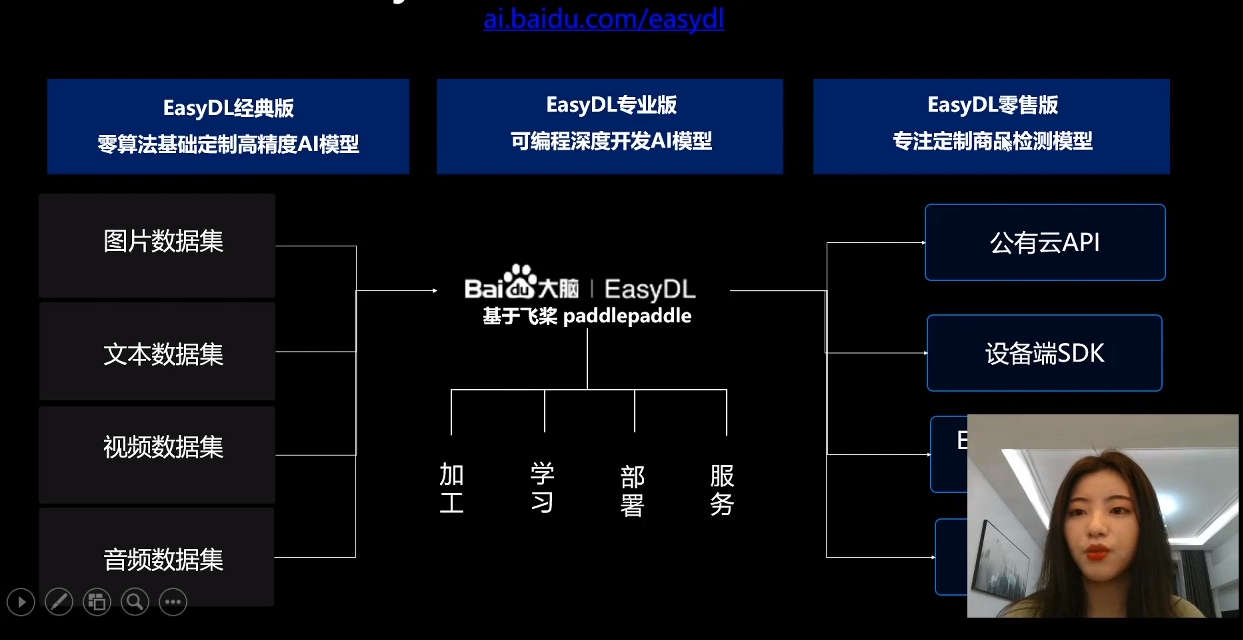 ai.baidu.com/easydl
EasyDL经典版
零算法基础定制高精度AI模型
EasyDL专业版
可编程深度开发AI模型
EasyDL零售版
专注定制商品检测模型
图片数据集
文本数据集
视频数据集
音频数据集
Bai du 大脑 | EasyDL
基于飞桨 paddlepaddle
加工
学习
部署
服务
公有云API
设备端SDK